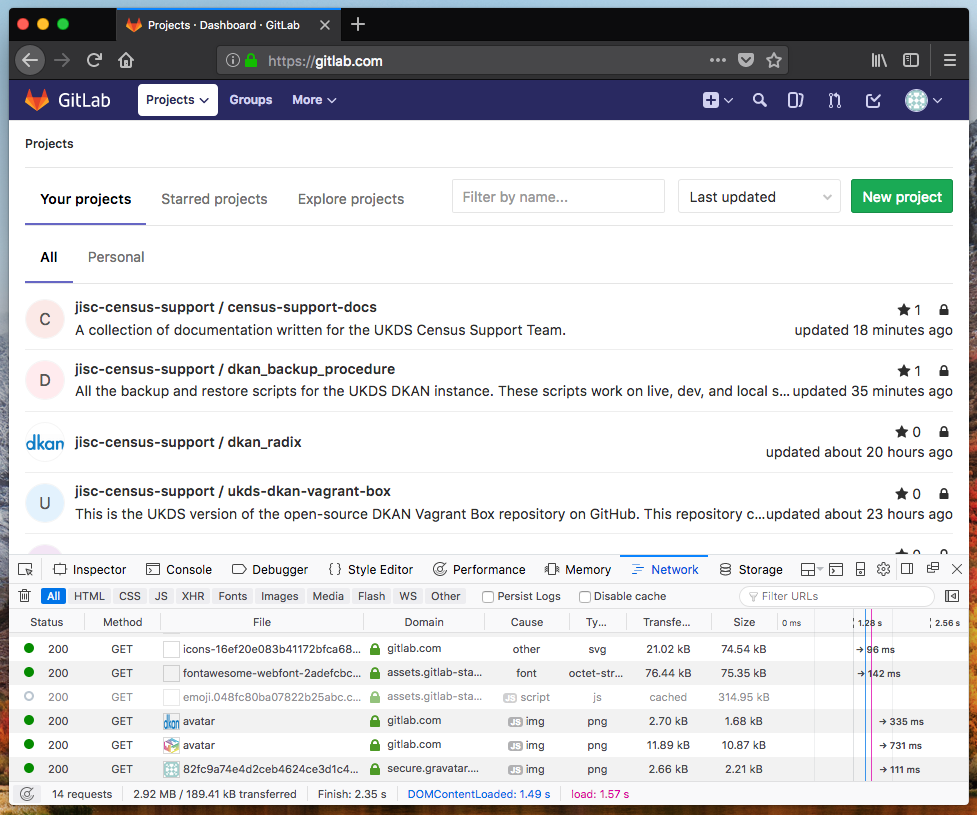 Projects · Dashboard · GitLab
https://gitlab.com
GitLab Projects Groups More
Projects
Your projects Starred projects Explore projects Filter by name... Last updated New project
All Personal
C jisc-census-support / census-support-docs 1
A collection of documentation written for the UKDS Census Support Team. updated 18 minutes ago
D jisc-census-support / dkan_backup_procedure 1
All the backup and restore scripts for the UKDS DKAN instance. These scripts work on live, dev, and local s... updated 35 minutes ago
dkan jisc-census-support / dkan_radix 0
updated about 20 hours ago
U jisc-census-support / ukds-dkan-vagrant-box 0
This is the UKDS version of the open-source DKAN Vagrant Box repository on GitHub. This repository c... updated about 23 hours ago
Inspector Console Debugger Style Editor Performance Memory Network Storage
All HTML CSS JS XHR Fonts Images Media Flash WS Other Persist Logs Disable cache Filter URLs
Status Method File Domain Cause Ty... Transfe... Size 0 ms 1.28 s 2.56 s
200 GET icons-16ef20e083b41172bfca68... gitlab.com other svg 21.02 kB 74.54 kB → 96 ms
200 GET fontawesome-webfont-2adefcbc... assets.gitlab-sta... font octet-str... 76.44 kB 75.35 kB → 142 ms
200 GET emoji.048fc80ba07822b25abc.c... assets.gitlab-sta... JS script js cached 314.95 kB
200 GET dkan avatar gitlab.com JS img png 2.70 kB 1.68 kB → 335 ms
200 GET avatar gitlab.com JS img png 11.89 kB 10.87 kB → 731 ms
200 GET 82fc9a74e4d2ceb4624ce3d1c4... secure.gravatar.... JS img png 2.66 kB 2.21 kB → 111 ms
14 requests 2.92 MB / 189.41 kB transferred Finish: 2.35 s DOMContentLoaded: 1.49 s load: 1.57 s